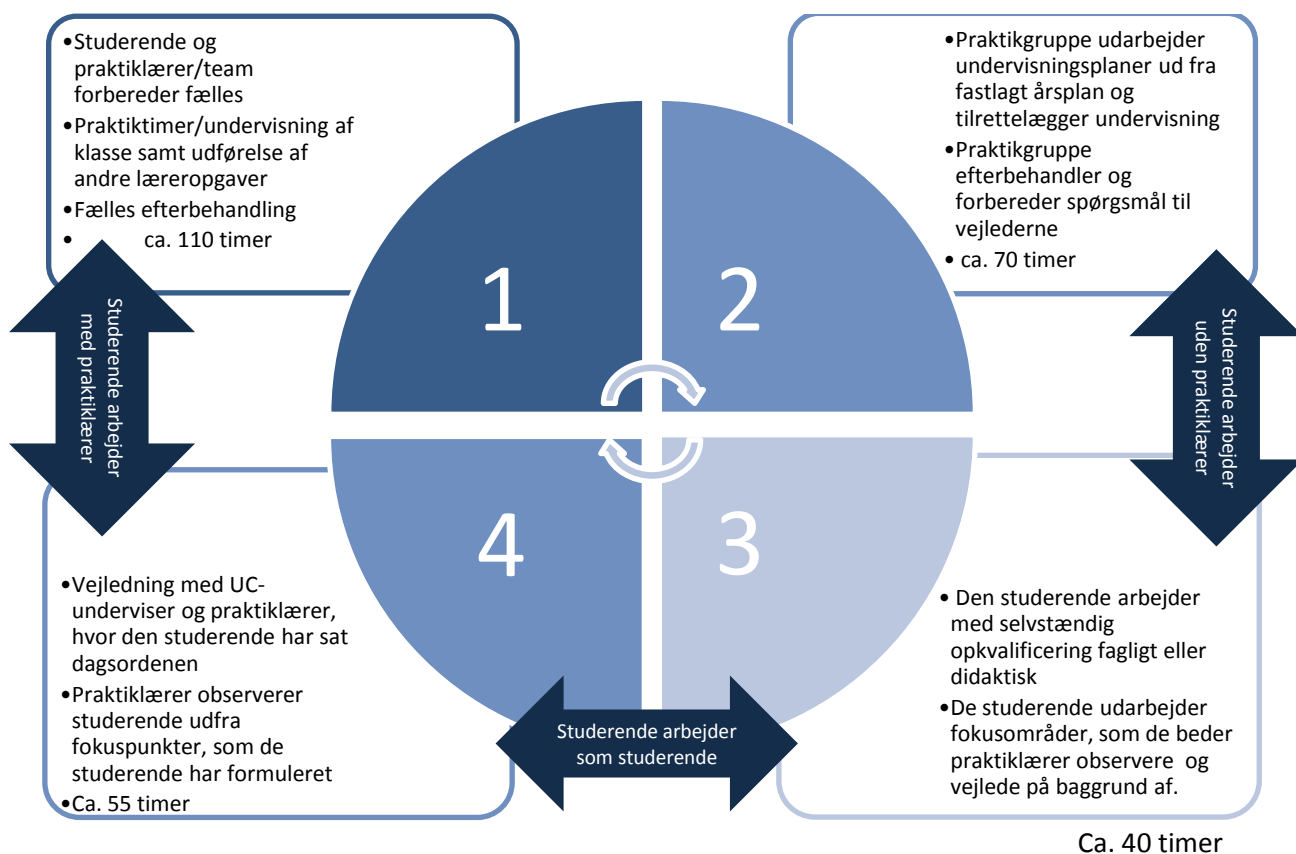 •Studerende og
praktiklærer/team
forbereder fælles
•Praktiktimer/undervisning af
klasse samt udførelse af
andre læreropgaver
•Fælles efterbehandling
• ca. 110 timer
•Praktikgruppe udarbejder
undervisningsplaner ud fra
fastlagt årsplan og
tilrettelægger undervisning
•Praktikgruppe
efterbehandler og
forbereder spørgsmål til
vejlederne
• ca. 70 timer
1
2
Studerende arbejder
med praktiklærer
Studerende arbejder
uden praktiklærer
4
3
•Vejledning med UC-
underviser og praktiklærer,
hvor den studerende har sat
dagsordenen
•Praktiklærer observerer
studerende udfra
fokuspunkter, som de
studerende har formuleret
•Ca. 55 timer
Studerende arbejder
som studerende
• Den studerende arbejder
med selvstændig
opkvalificering fagligt eller
didaktisk
•De studerende udarbejder
fokusområder, som de beder
praktiklærer observere og
vejlede på baggrund af.
Ca. 40 timer